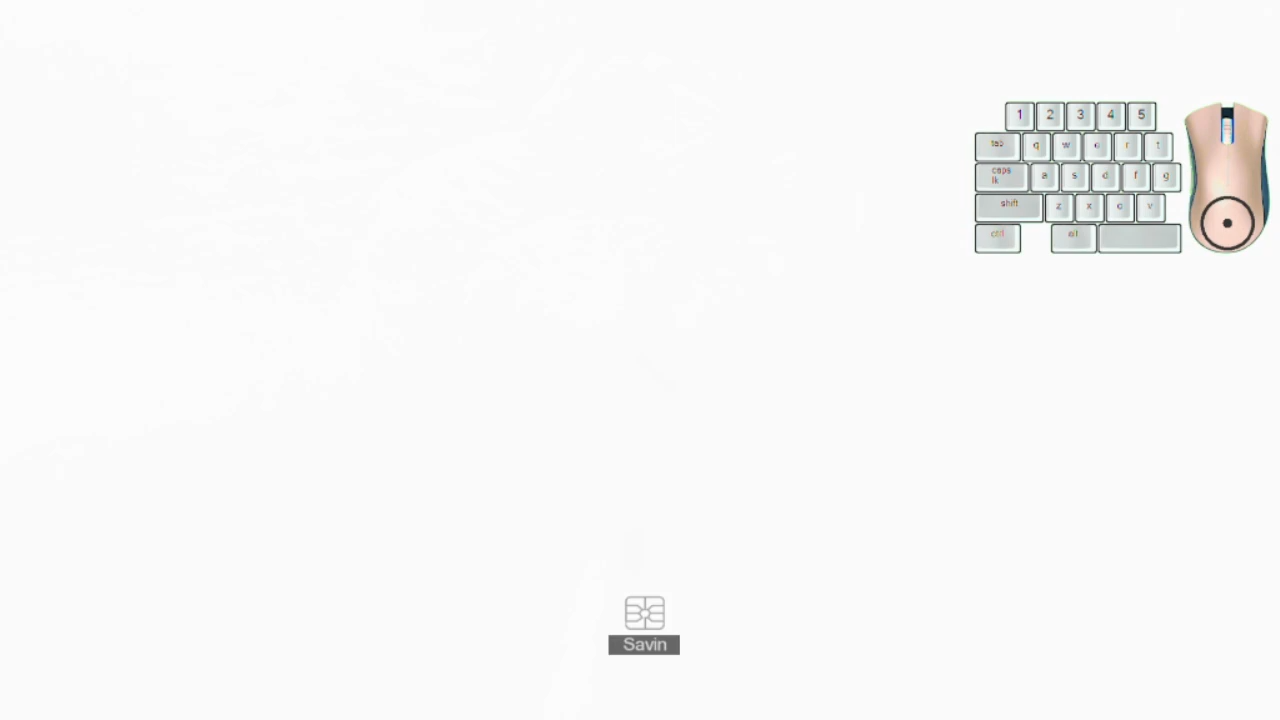 1 2 3 4 5
tab q w e r t
caps
lk a s d f g
shift z x c v
ctrl alt
Savin